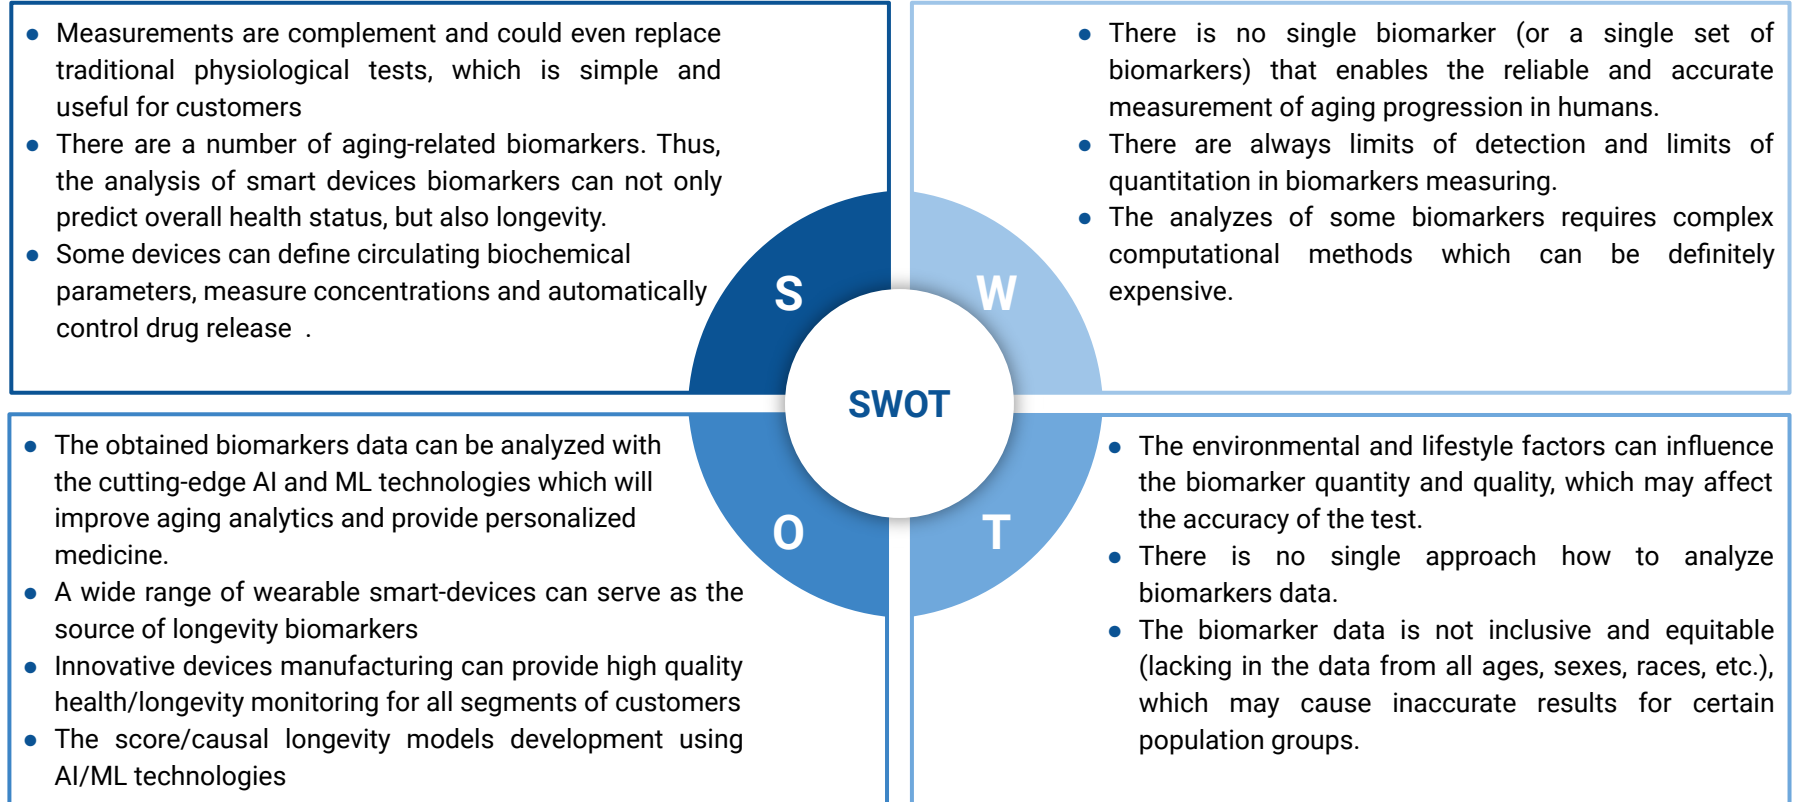 ● Measurements are complement and could even replace
traditional physiological tests, which is simple and
useful for customers
● There are a number of aging-related biomarkers. Thus,
the analysis of smart devices biomarkers can not only
predict overall health status, but also longevity.
● Some devices can define circulating biochemical
parameters, measure concentrations and automatically
control drug release .
● There is no single biomarker (or a single set of
biomarkers) that enables the reliable and accurate
measurement of aging progression in humans.
● There are always limits of detection and limits of
quantitation in biomarkers measuring.
● The analyzes of some biomarkers requires complex
computational methods which can be definitely
expensive.
S
W
SWOT
O
T
● The obtained biomarkers data can be analyzed with
the cutting-edge AI and ML technologies which will
improve aging analytics and provide personalized
medicine.
● A wide range of wearable smart-devices can serve as the
source of longevity biomarkers
● Innovative devices manufacturing can provide high quality
health/longevity monitoring for all segments of customers
● The score/causal longevity models development using
AI/ML technologies
● The environmental and lifestyle factors can influence
the biomarker quantity and quality, which may affect
the accuracy of the test.
● There is no single approach how to analyze
biomarkers data.
● The biomarker data is not inclusive and equitable
(lacking in the data from all ages, sexes, races, etc.),
which may cause inaccurate results for certain
population groups.